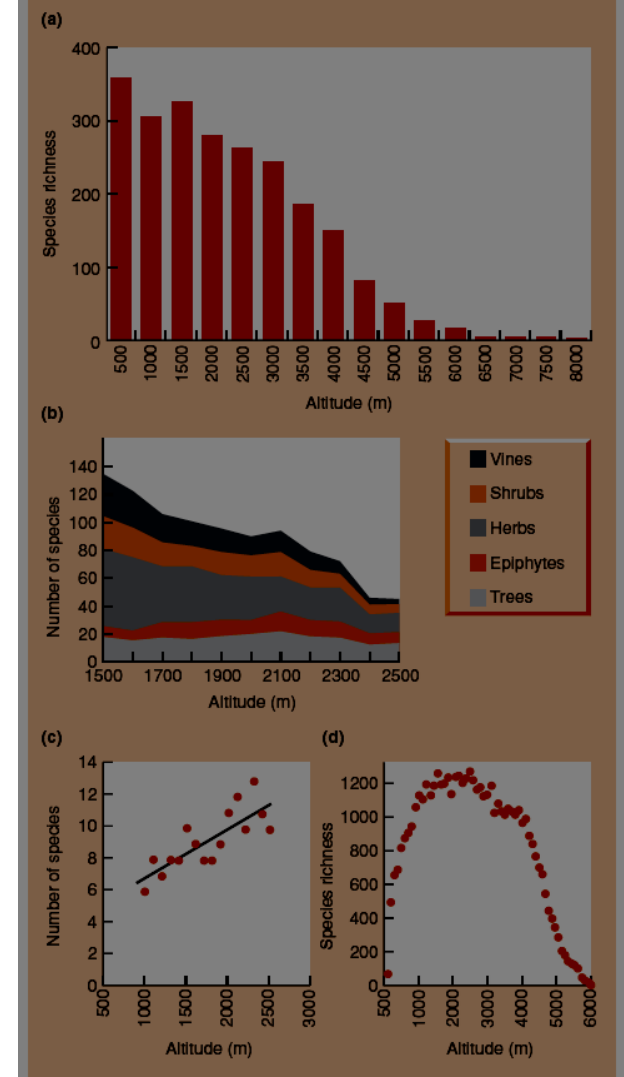 (a)
400
300
200
100
0
Species richness
500 1000 1500 2000 2500 3000 3500 4000 4500 5000 5500 6000 6500 7000 7500 8000
Altitude (m)
(b)
140
120
100
80
60
40
20
0
Number of species
1500 1700 1900 2100 2300 2500
Altitude (m)
Vines
Shrubs
Herbs
Epiphytes
Trees
(c)
14
12
10
8
6
4
2
0
Number of species
500 1000 1500 2000 2500 3000
Altitude (m)
(d)
1200
1000
800
600
400
200
0
Species richness
0 1000 2000 3000 4000 5000 6000
Altitude (m)